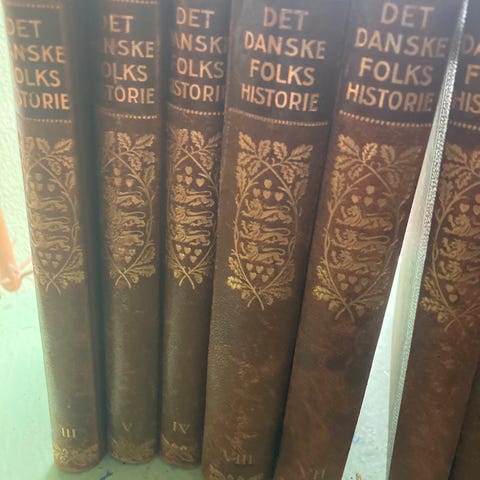 DET
DANSKE
FOLKS
HISTORIE
III
DET
DANSKE
FOLKS
HISTORIE
V
DET
DANSKE
FOLKS
HISTORIE
IV
DET
DANSKE
FOLKS
HISTORIE
VIII
DET
DANSKE
FOLKS
HISTORIE
VII